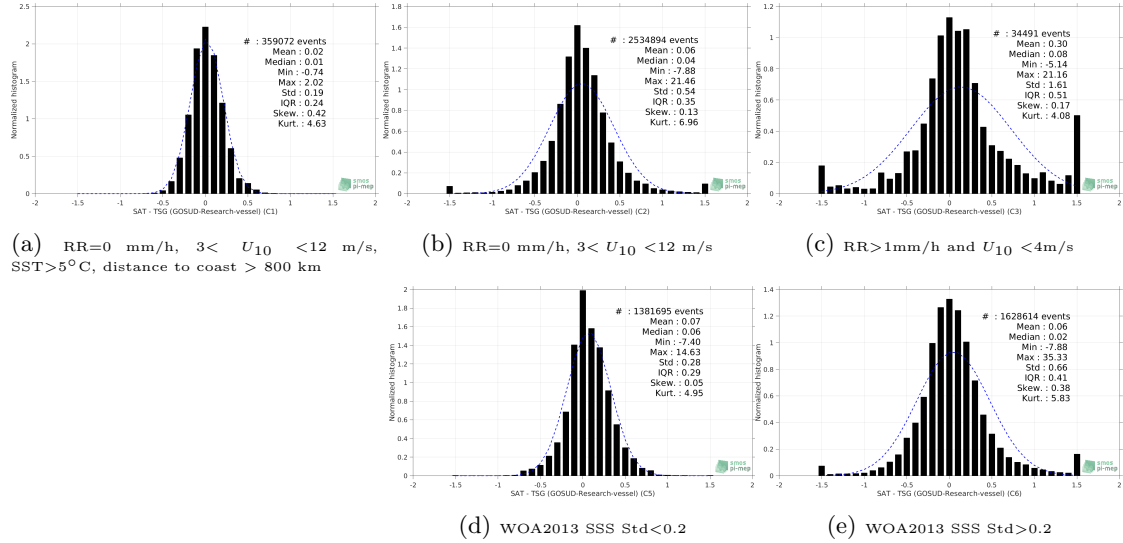 2.5
2
1.5
1
0.5
0
-2 -1.5 -1 -0.5 0 0.5 1 1.5 2
Normalized histogram
SAT - TSG (GOSUD-Research-vessel) (C1)
# : 359072 events
Mean : 0.02
Median : 0.01
Min : -0.74
Max : 2.02
Std : 0.19
IQR : 0.24
Skew. : 0.42
Kurt. : 4.63
smos
pi-mep
(a) RR=0 mm/h, 3< U10 <12 m/s,
SST>5°C, distance to coast > 800 km
1.8
1.6
1.4
1.2
1
0.8
0.6
0.4
0.2
0
-2 -1.5 -1 -0.5 0 0.5 1 1.5 2
Normalized histogram
SAT - TSG (GOSUD-Research-vessel) (C2)
# : 2534894 events
Mean : 0.06
Median : 0.04
Min : -7.88
Max : 21.46
Std : 0.54
IQR : 0.35
Skew. : 0.13
Kurt. : 6.96
smos
pi-mep
(b) RR=0 mm/h, 3< U10 <12 m/s
1.2
1
0.8
0.6
0.4
0.2
0
-2 -1.5 -1 -0.5 0 0.5 1 1.5 2
Normalized histogram
SAT - TSG (GOSUD-Research-vessel) (C3)
# : 34491 events
Mean : 0.30
Median : 0.08
Min : -5.14
Max : 21.16
Std : 1.61
IQR : 0.51
Skew. : 0.17
Kurt. : 4.08
smos
pi-mep
(c) RR>1mm/h and U10 <4m/s
2
1.8
1.6
1.4
1.2
1
0.8
0.6
0.4
0.2
0
-2 -1.5 -1 -0.5 0 0.5 1 1.5 2
Normalized histogram
SAT - TSG (GOSUD-Research-vessel) (C5)
# : 1381695 events
Mean : 0.07
Median : 0.06
Min : -7.40
Max : 14.63
Std : 0.28
IQR : 0.29
Skew. : 0.05
Kurt. : 4.95
smos
pi-mep
(d) WOA2013 SSS Std<0.2
1.4
1.2
1
0.8
0.6
0.4
0.2
0
-2 -1.5 -1 -0.5 0 0.5 1 1.5 2
Normalized histogram
SAT - TSG (GOSUD-Research-vessel) (C6)
# : 1628614 events
Mean : 0.06
Median : 0.02
Min : -7.88
Max : 35.33
Std : 0.66
IQR : 0.41
Skew. : 0.38
Kurt. : 5.83
smos
pi-mep
(e) WOA2013 SSS Std>0.2